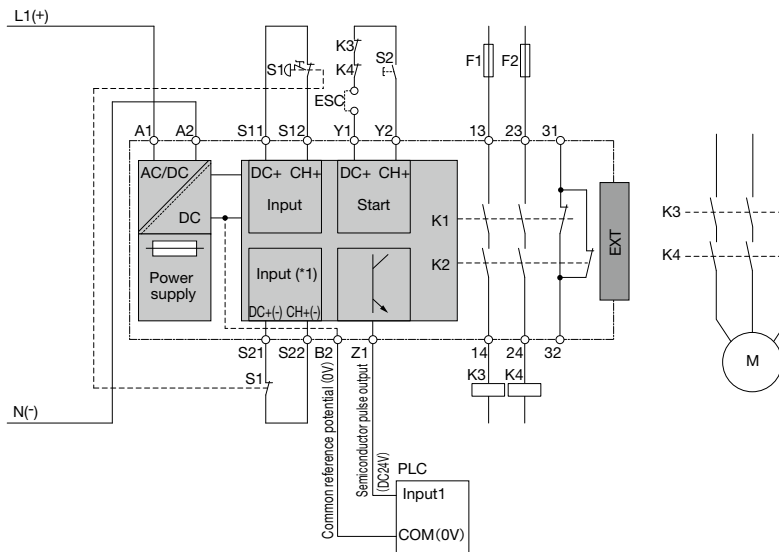 L1(+)
K3
S2
F1
F2
S1
K4
ESC
A1
A2
S11
S12
Y1
Y2
13
23
31
AC/DC
DC+
CH+
DC+
CH+
Input
Start
DC
K1
K3
EXT
K2
K4
Input (*1)
Power
supply
DC+(-)
CH+(-)
M
S21
S22
B2
Z1
14
24
32
S1
K3
K4
N(-)
Common reference potential (0V)
Semiconductor pulse output
(DC24V)
PLC
Input1
COM(0V)